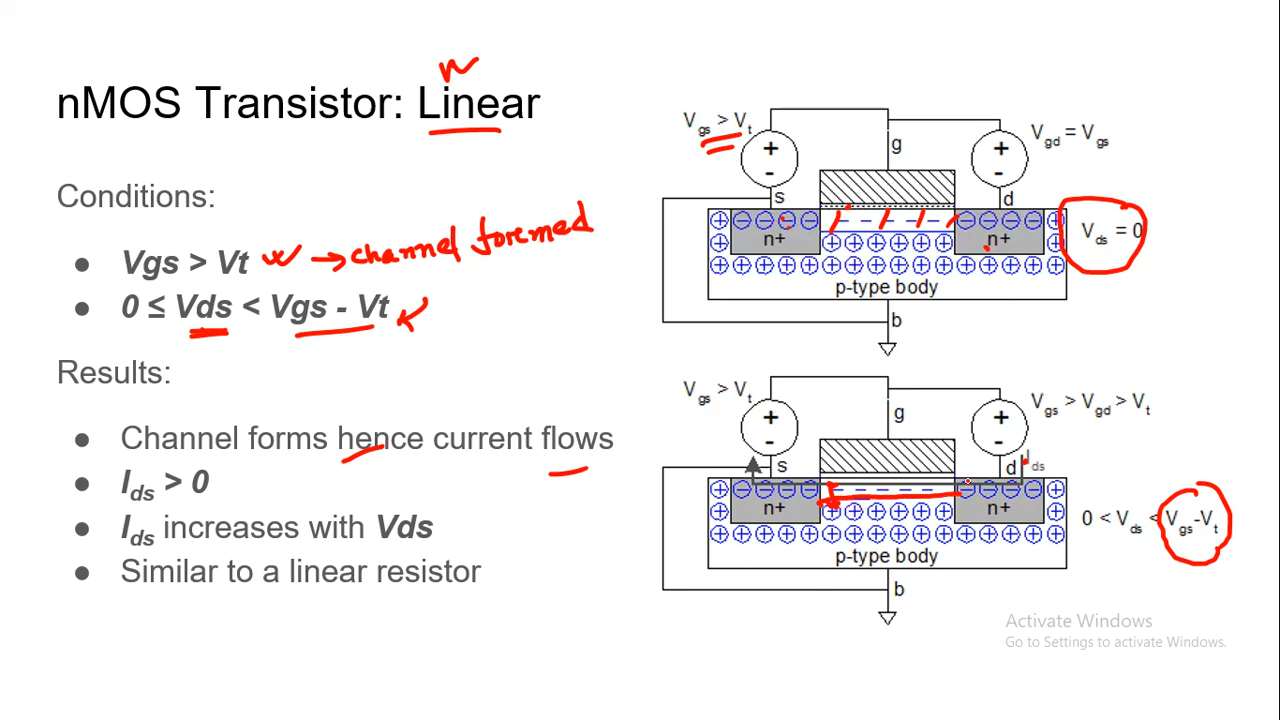 nMOS Transistor: Linear
Conditions:
● Vgs > Vt → channel foremed
● 0 ≤ Vds < Vgs - Vt
Results:
● Channel forms hence current flows
● Ids > 0
● Ids increases with Vds
● Similar to a linear resistor
Vgs > Vt
+
-
g
+
-
Vgd = Vgs
s
d
n+
n+
Vds = 0
p-type body
b
Vgs > Vt
+
-
g
+
-
Vgs > Vgd > Vt
s
d
Ids
n+
n+
0 < Vds < Vgs-Vt
p-type body
b
Activate Windows
Go to Settings to activate Windows.